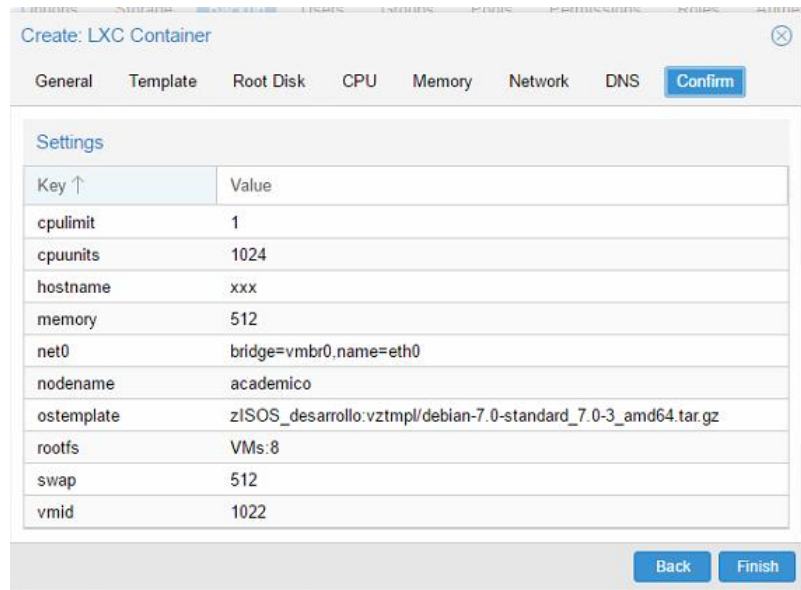 Create: LXC Container
General Template Root Disk CPU Memory Network DNS Confirm
Settings
Key ↑ Value
cpulimit 1
cpuunits 1024
hostname xxx
memory 512
net0 bridge=vmbr0,name=eth0
nodename academico
ostemplate zISOS_desarrollo:vztmpl/debian-7.0-standard_7.0-3_amd64.tar.gz
rootfs VMs:8
swap 512
vmid 1022
Back Finish